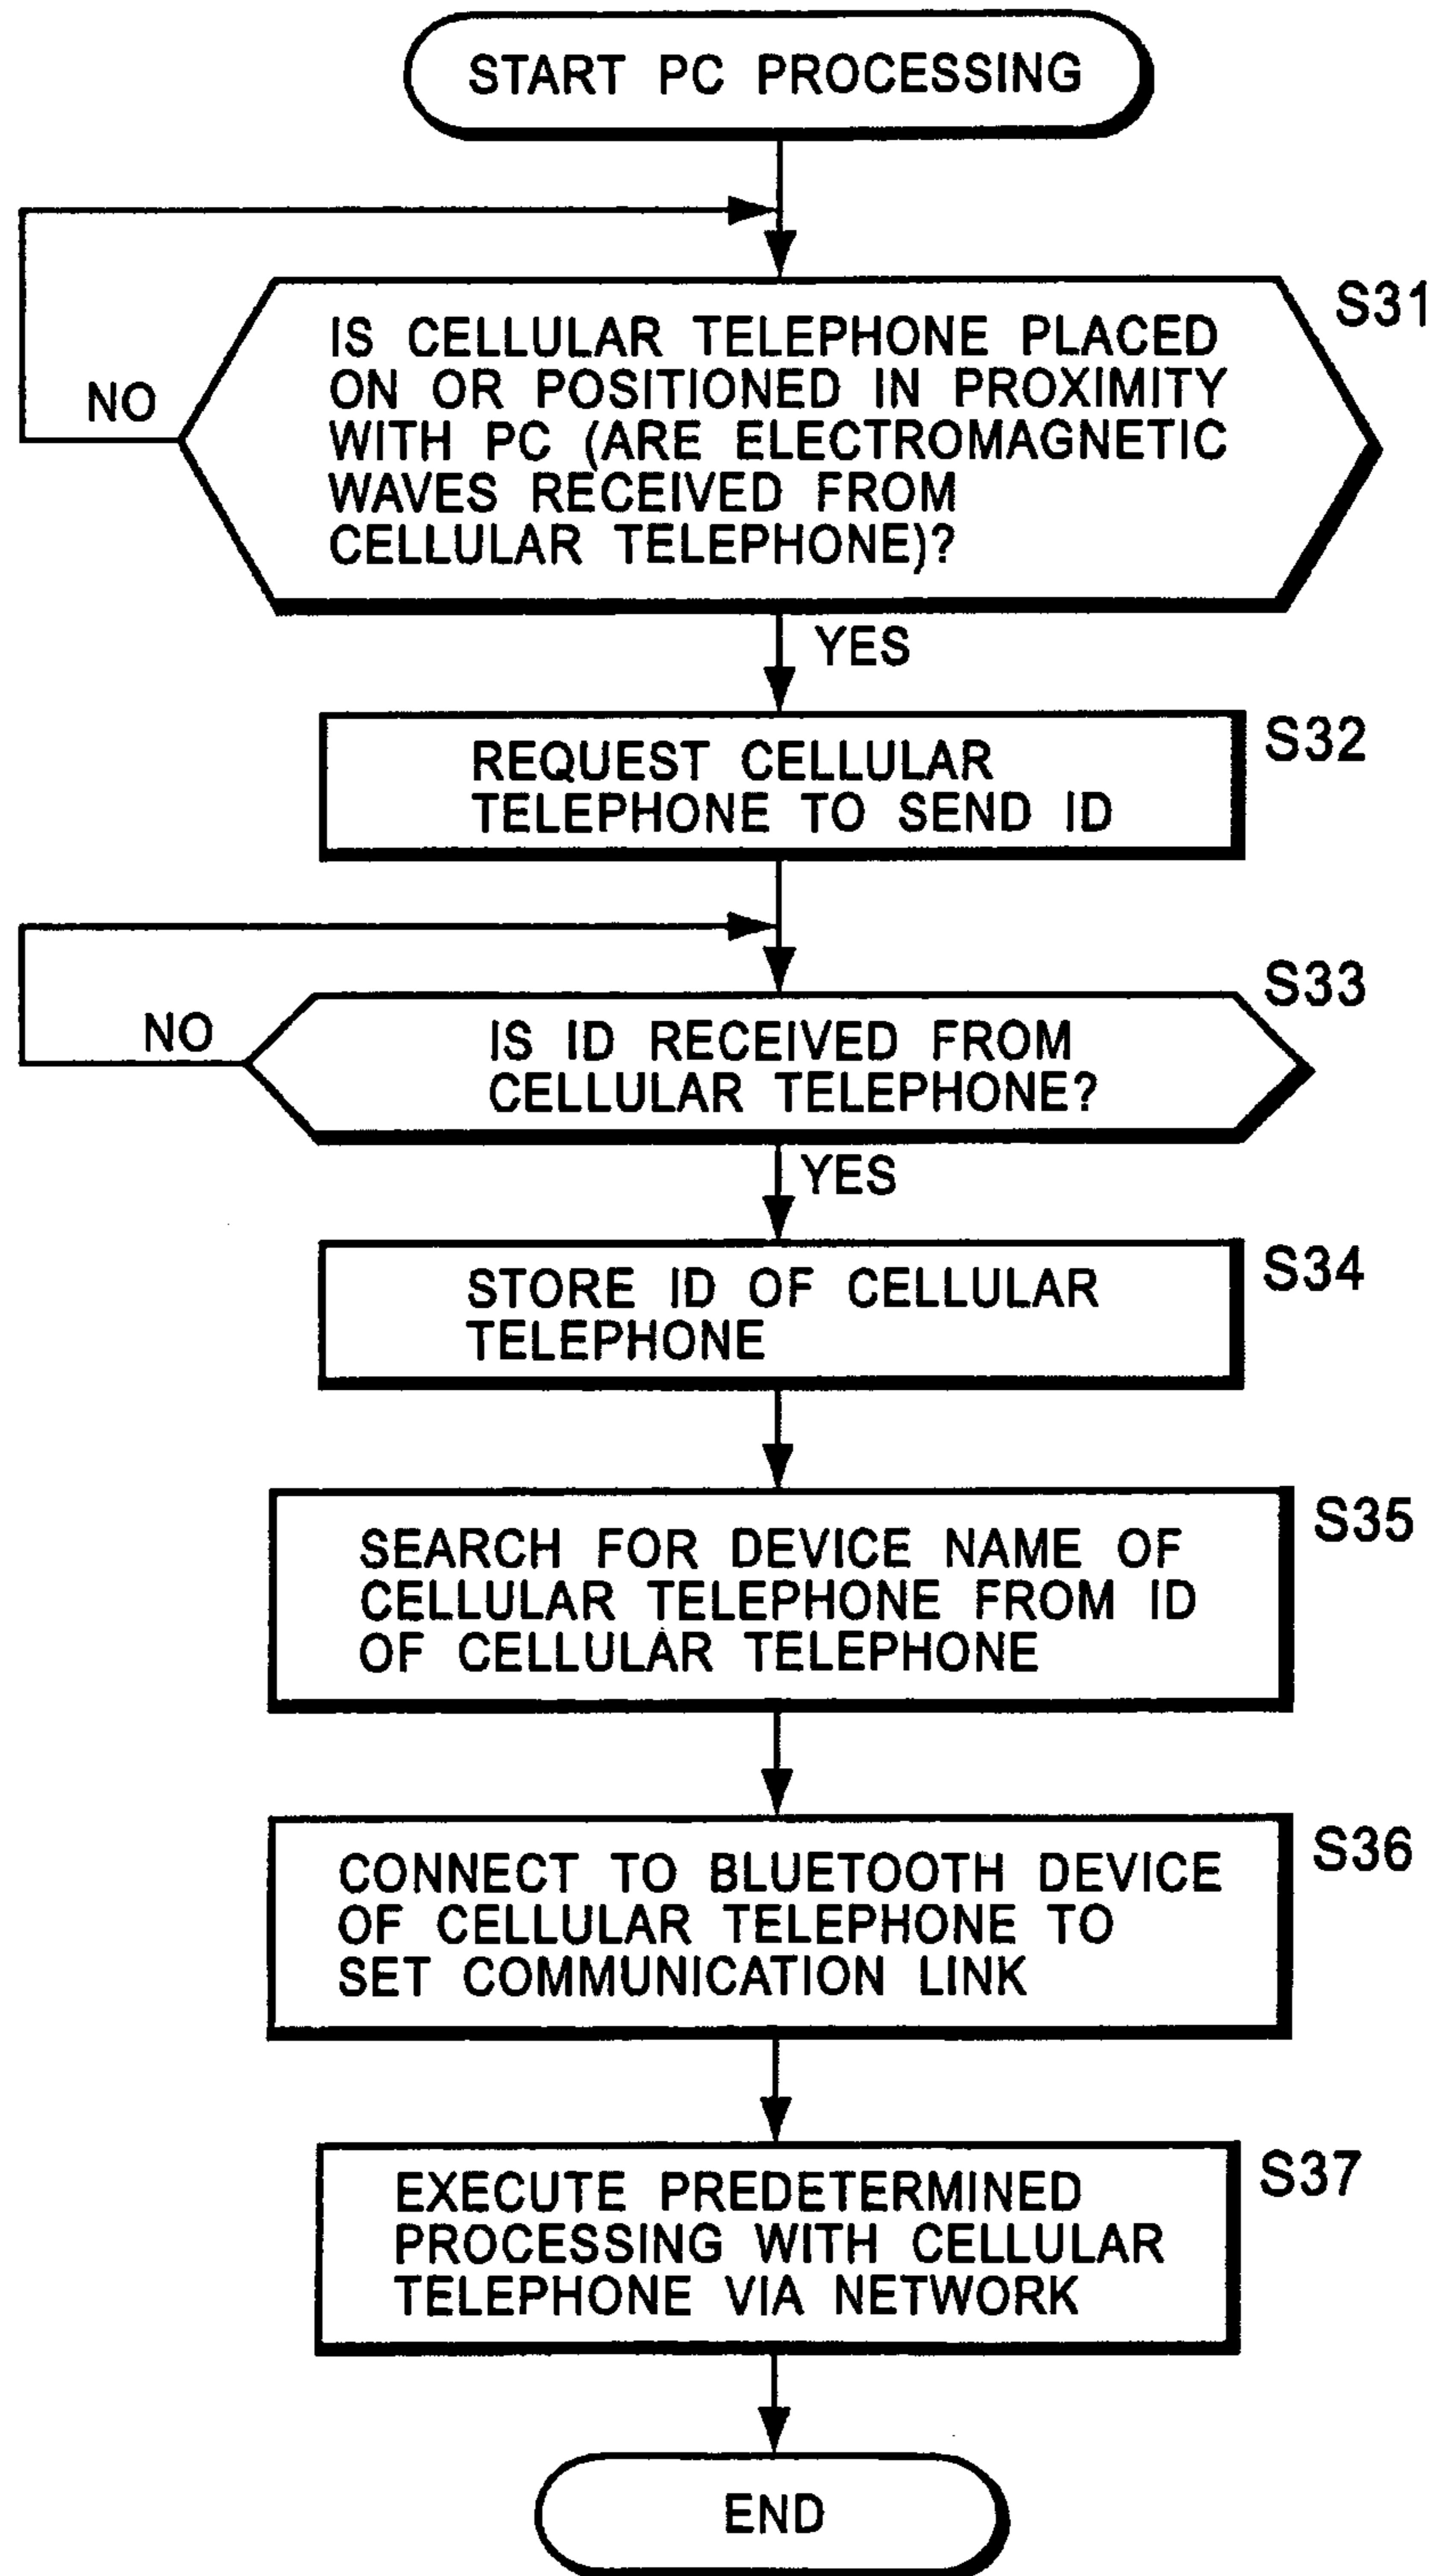 START PC PROCESSING
S31
IS CELLULAR TELEPHONE PLACED
ON OR POSITIONED IN PROXIMITY
WITH PC (ARE ELECTROMAGNETIC
WAVES RECEIVED FROM
CELLULAR TELEPHONE)?
NO
YES
S32
REQUEST CELLULAR
TELEPHONE TO SEND ID
S33
NO
IS ID RECEIVED FROM
CELLULAR TELEPHONE?
YES
S34
STORE ID OF CELLULAR
TELEPHONE
S35
SEARCH FOR DEVICE NAME OF
CELLULAR TELEPHONE FROM ID
OF CELLULAR TELEPHONE
S36
CONNECT TO BLUETOOTH DEVICE
OF CELLULAR TELEPHONE TO
SET COMMUNICATION LINK
S37
EXECUTE PREDETERMINED
PROCESSING WITH CELLULAR
TELEPHONE VIA NETWORK
END